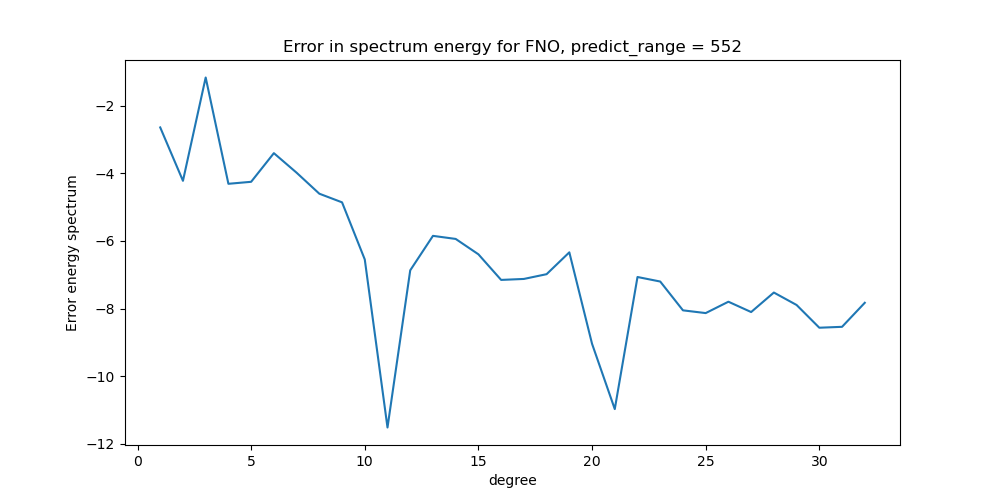 Error in spectrum energy for FNO, predict_range = 552
Error energy spectrum
−2
−4
−6
−8
−10
−12
0 5 10 15 20 25 30
degree